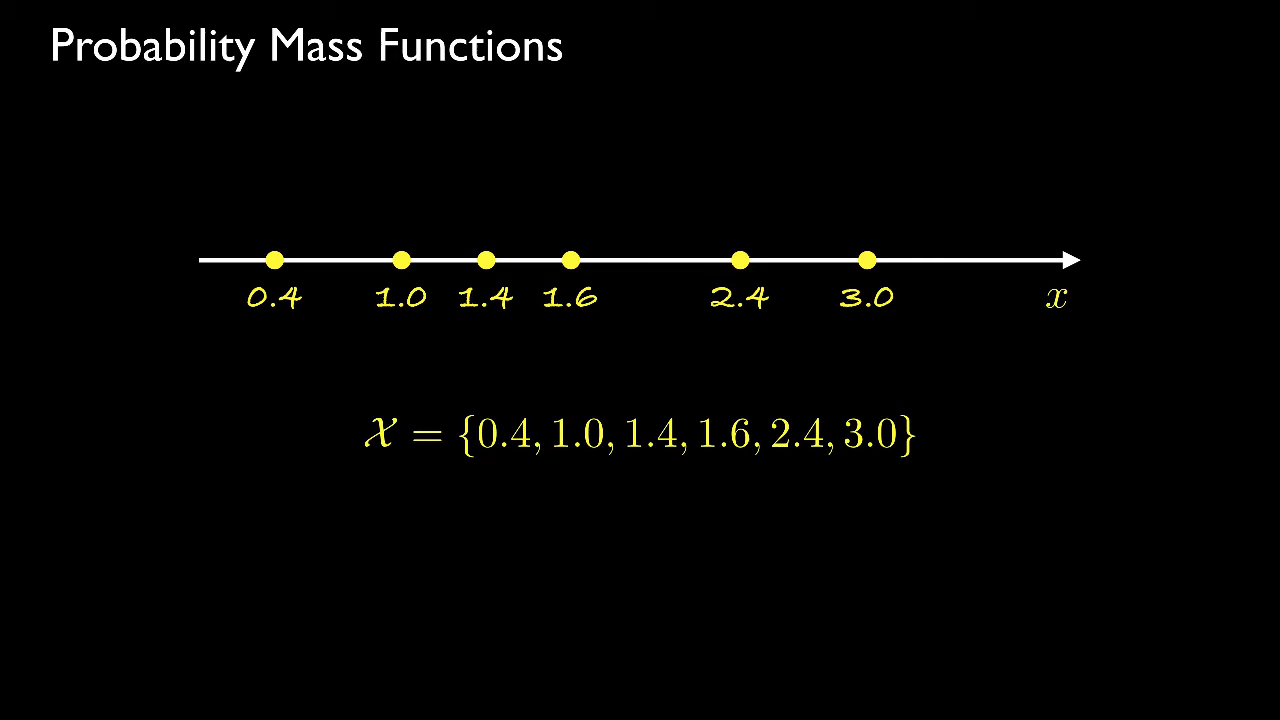 Probability Mass Functions
0.4 1.0 1.4 1.6 2.4 3.0 x
𝒳 = {0.4, 1.0, 1.4, 1.6, 2.4, 3.0}